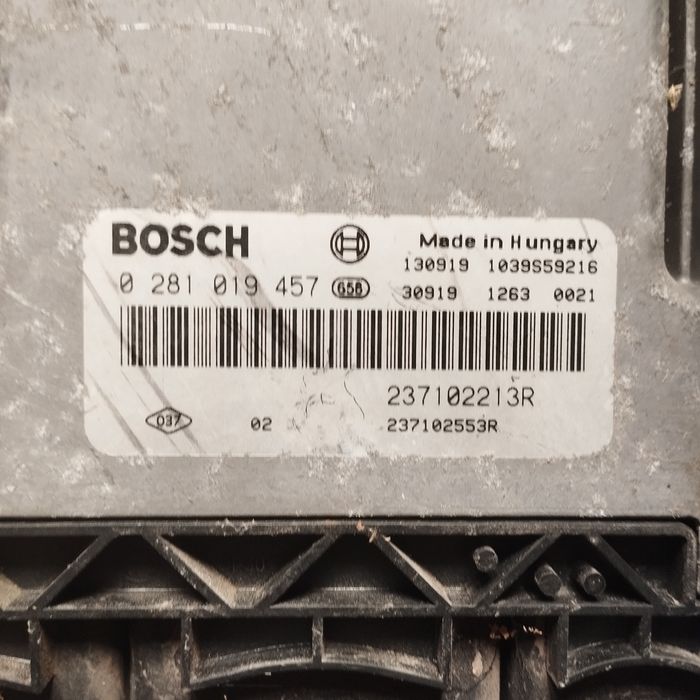 BOSCH Made in Hungary
130919 1039S59216
0 281 019 457 658 30919 1263 0021
237102213R
037 02 237102553R